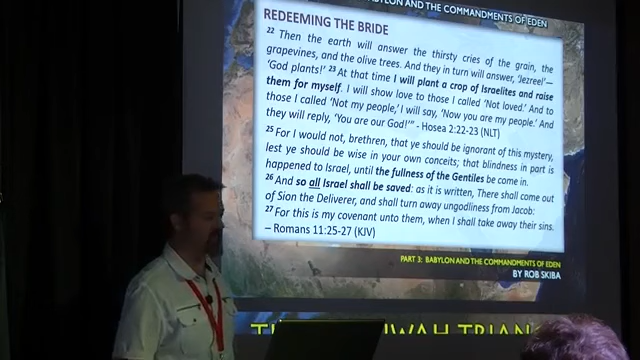 BABYLON AND THE COMMANDMENTS OF EDEN
REDEEMING THE BRIDE
22 Then the earth will answer the thirsty cries of the grain, the
grapevines, and the olive trees. And they in turn will answer, 'Jezreel'—
'God plants!' 23 At that time I will plant a crop of Israelites and raise
them for myself. I will show love to those I called 'Not loved.' And to
those I called 'Not my people,' I will say, 'Now you are my people.' And
they will reply, 'You are our God!'" - Hosea 2:22-23 (NLT)
25 For I would not, brethren, that ye should be ignorant of this mystery,
lest ye should be wise in your own conceits; that blindness in part is
happened to Israel, until the fullness of the Gentiles be come in.
26 And so all Israel shall be saved: as it is written, There shall come out
of Sion the Deliverer, and shall turn away ungodliness from Jacob:
27 For this is my covenant unto them, when I shall take away their sins.
– Romans 11:25-27 (KJV)
PART 3: BABYLON AND THE COMMANDMENTS OF EDEN
BY ROB SKIBA